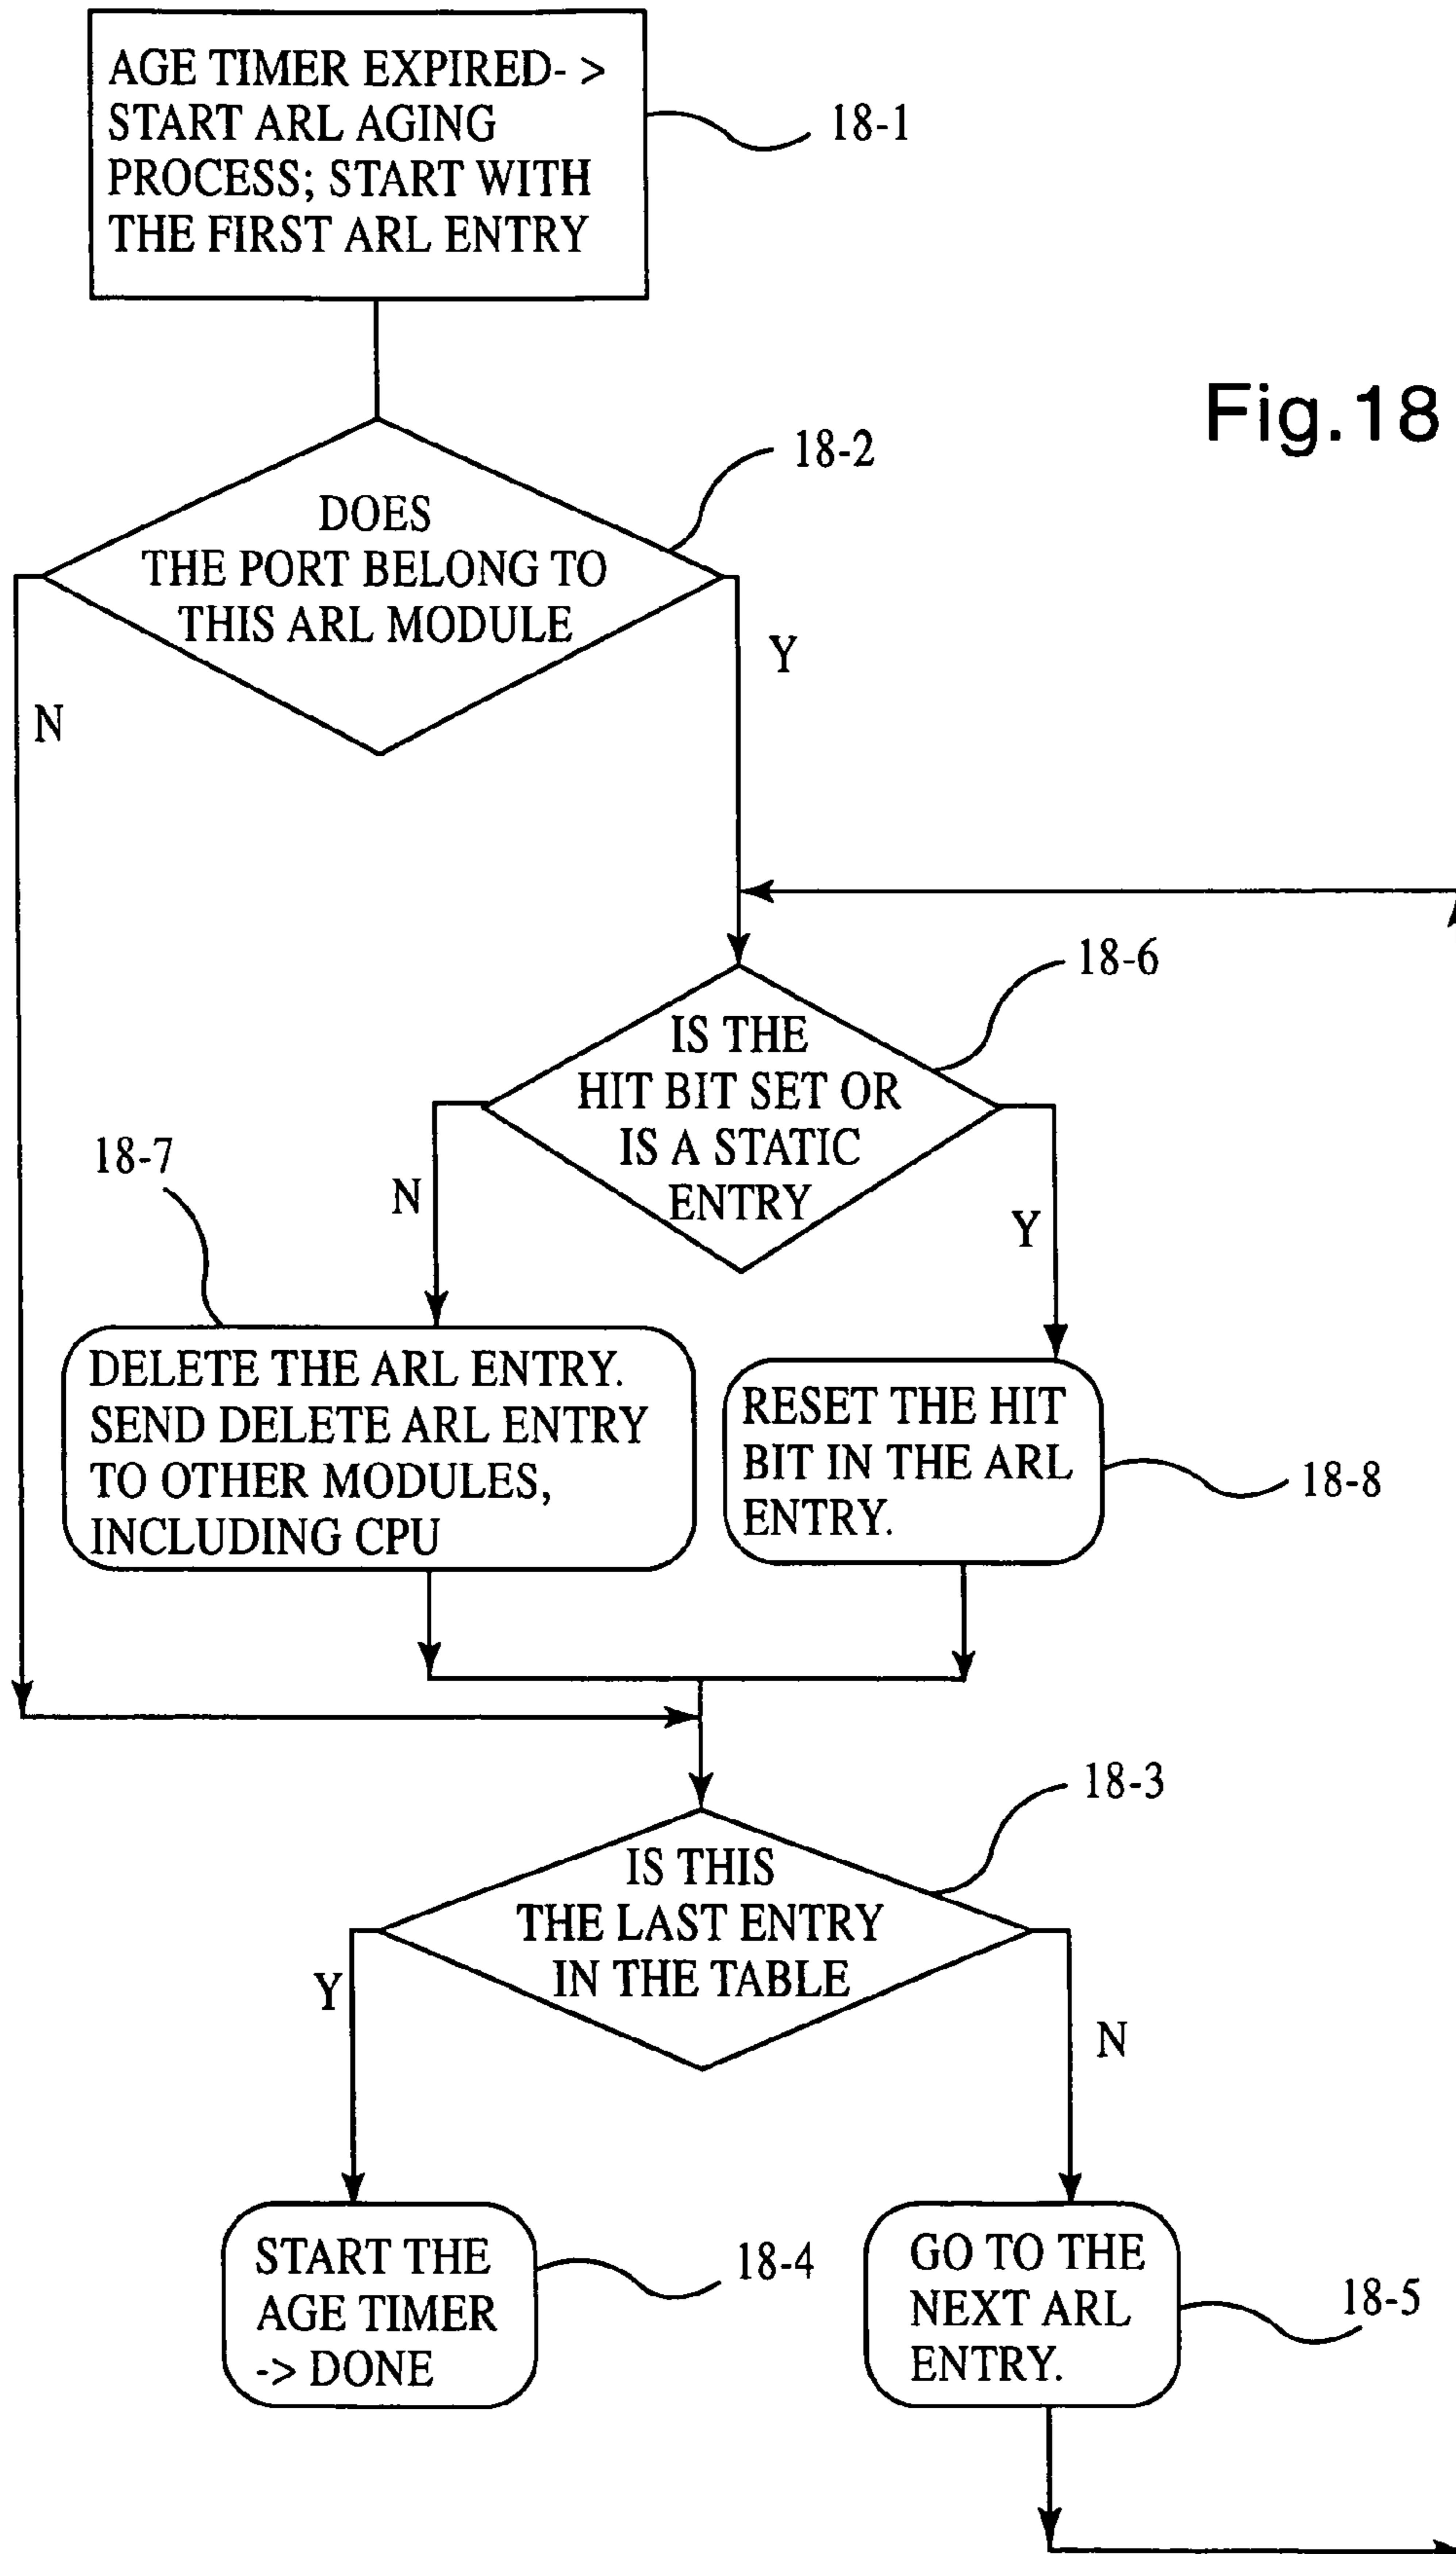 AGE TIMER EXPIRED- >
START ARL AGING
PROCESS; START WITH
THE FIRST ARL ENTRY
18-1
Fig.18
18-2
DOES
THE PORT BELONG TO
THIS ARL MODULE
Y
N
18-6
IS THE
HIT BIT SET OR
IS A STATIC
ENTRY
18-7
N
Y
DELETE THE ARL ENTRY.
SEND DELETE ARL ENTRY
TO OTHER MODULES,
INCLUDING CPU
RESET THE HIT
BIT IN THE ARL
ENTRY.
18-8
18-3
IS THIS
THE LAST ENTRY
IN THE TABLE
Y
N
START THE
AGE TIMER
-> DONE
18-4
GO TO THE
NEXT ARL
ENTRY.
18-5